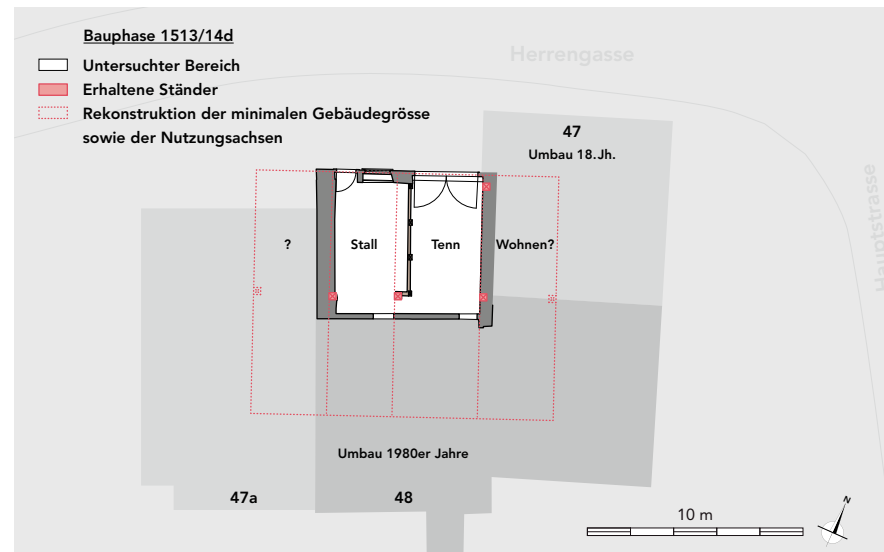 Bauphase 1513/14d
Untersuchter Bereich
Erhaltene Ständer
Rekonstruktion der minimalen Gebäudegrösse
sowie der Nutzungsachsen
Herrengasse
47
Umbau 18.Jh.
Hauptstrasse
?
Stall
Tenn
Wohnen?
Umbau 1980er Jahre
47a
48
10 m
N